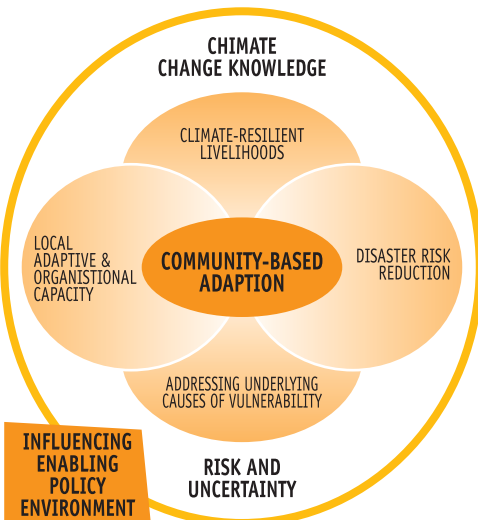 CHIMATE
CHANGE KNOWLEDGE
CLIMATE-RESILIENT
LIVELIHOODS
LOCAL
ADAPTIVE &
ORGANISTIONAL
CAPACITY
COMMUNITY-BASED
ADAPTION
DISASTER RISK
REDUCTION
ADDRESSING UNDERLYING
CAUSES OF VULNERABILITY
INFLUENCING
ENABLING
POLICY
ENVIRONMENT
RISK AND
UNCERTAINTY